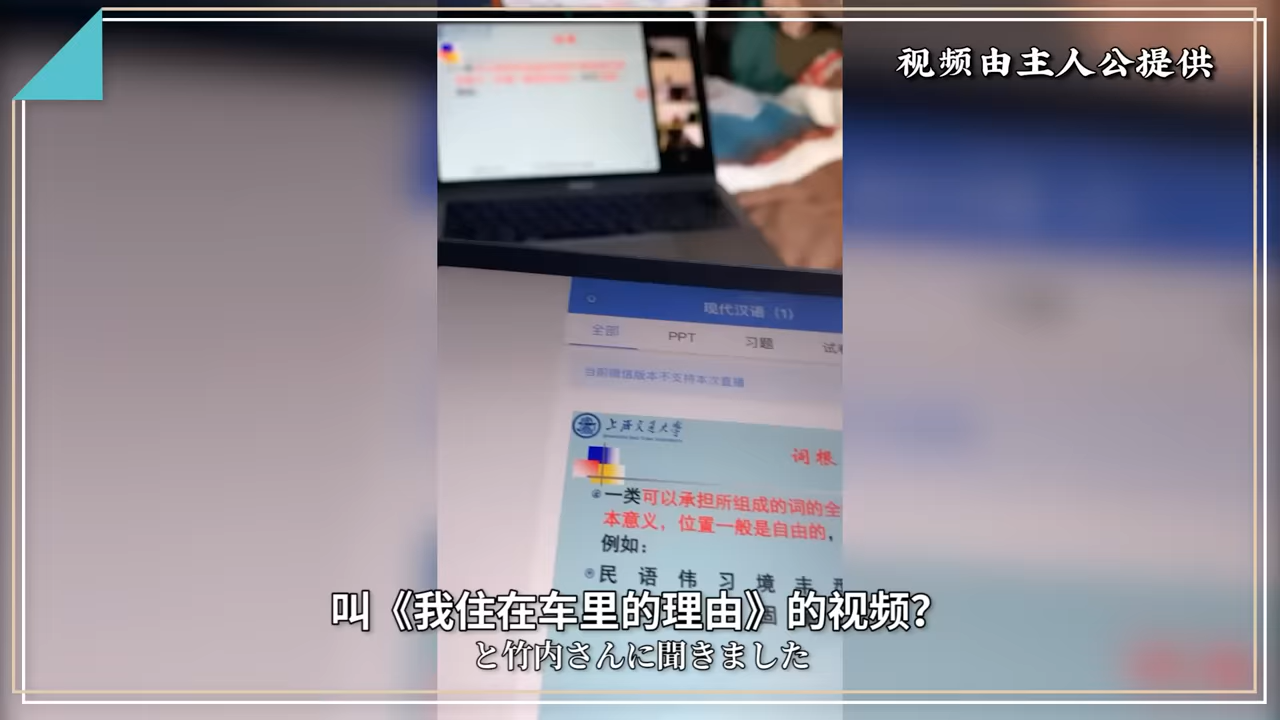 视频由主人公提供
现代汉语（1）
全部 PPT 习题
当前微信版本不支持本次直播
上海交通大学
词根
一类可以承担所组成的词的全
本意义，位置一般是自由的，
例如：
民 语 伟 习 境 丰
叫《我住在车里的理由》的视频？
と竹内さんに聞きました